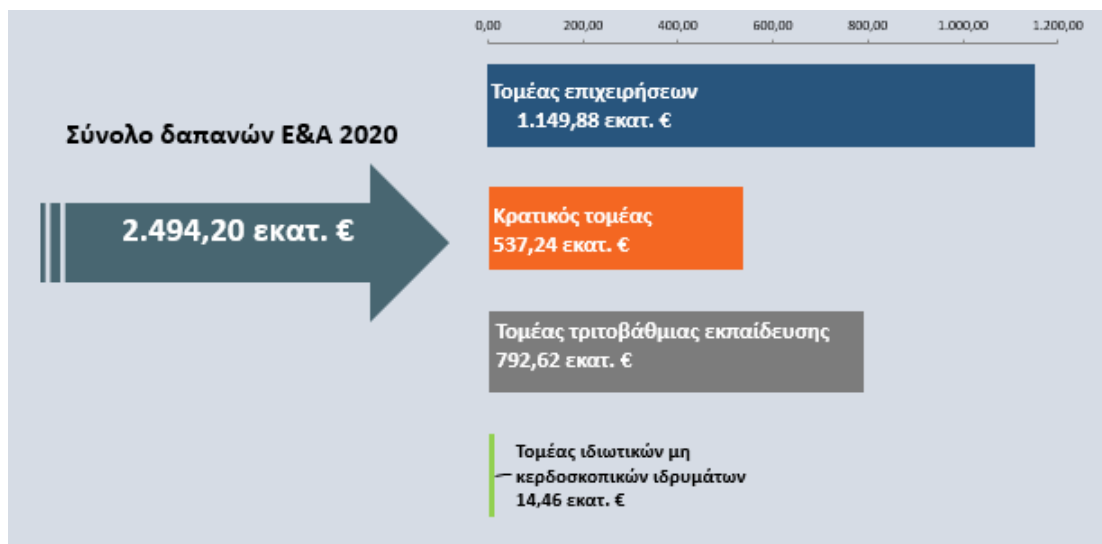 0,00 200,00 400,00 600,00 800,00 1.000,00 1.200,00
Σύνολο δαπανών Ε&Α 2020
2.494,20 εκατ. €
Τομέας επιχειρήσεων
1.149,88 εκατ. €
Κρατικός τομέας
537,24 εκατ. €
Τομέας τριτοβάθμιας εκπαίδευσης
792,62 εκατ. €
Τομέας ιδιωτικών μη
κερδοσκοπικών ιδρυμάτων
14,46 εκατ. €